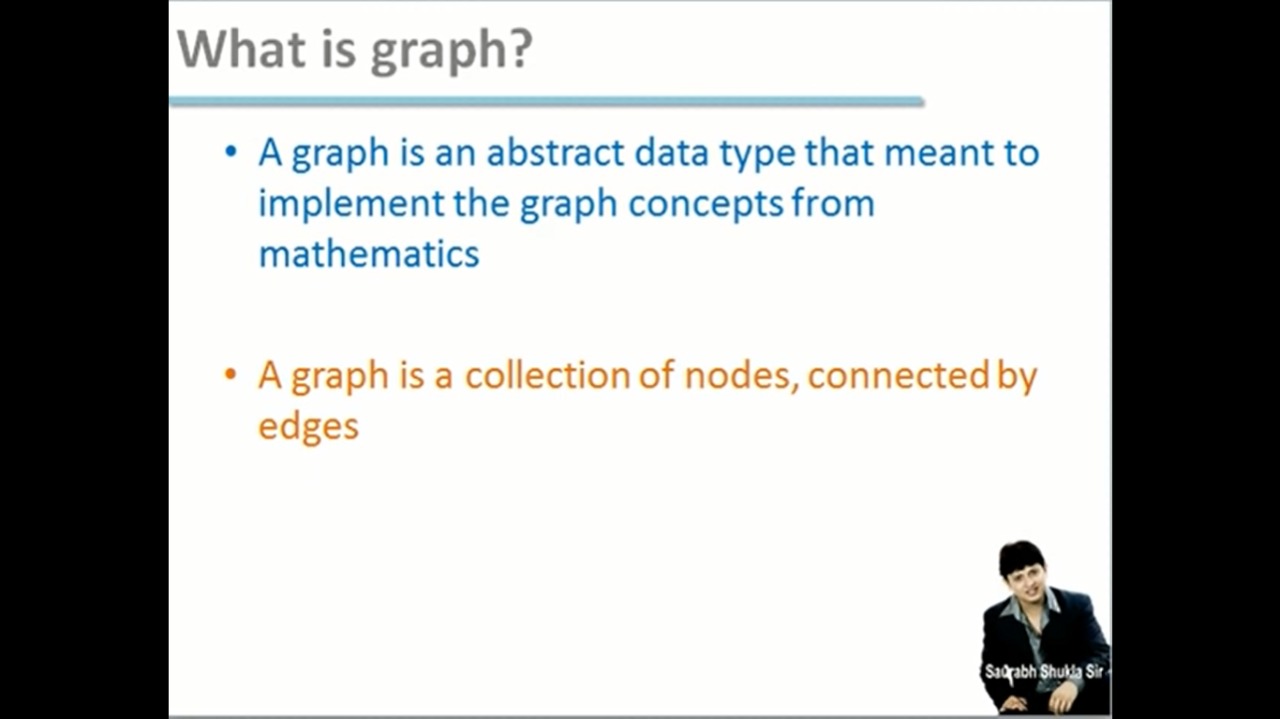 What is graph?
• A graph is an abstract data type that meant to
implement the graph concepts from
mathematics
• A graph is a collection of nodes, connected by
edges
Saurabh Shukla Sir